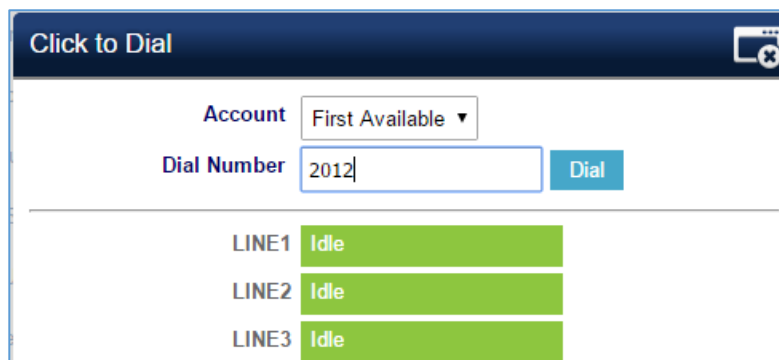 Click to Dial
Account First Available
Dial Number 2012 Dial
LINE1 Idle
LINE2 Idle
LINE3 Idle